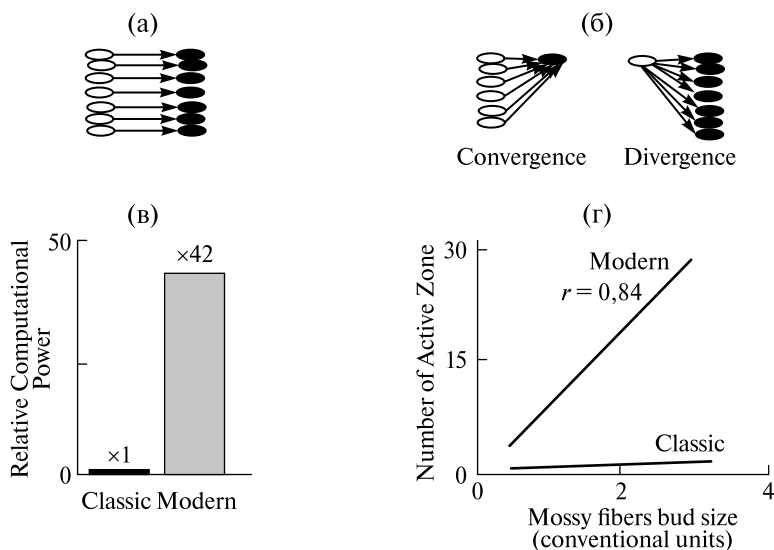 (а)
(б)
Convergence
Divergence
(в)
Relative Computational
Power
50
0
×1
×42
Classic Modern
(г)
Number of Active Zone
30
15
0
Modern
r = 0,84
Classic
0
2
4
Mossy fibers bud size
(conventional units)